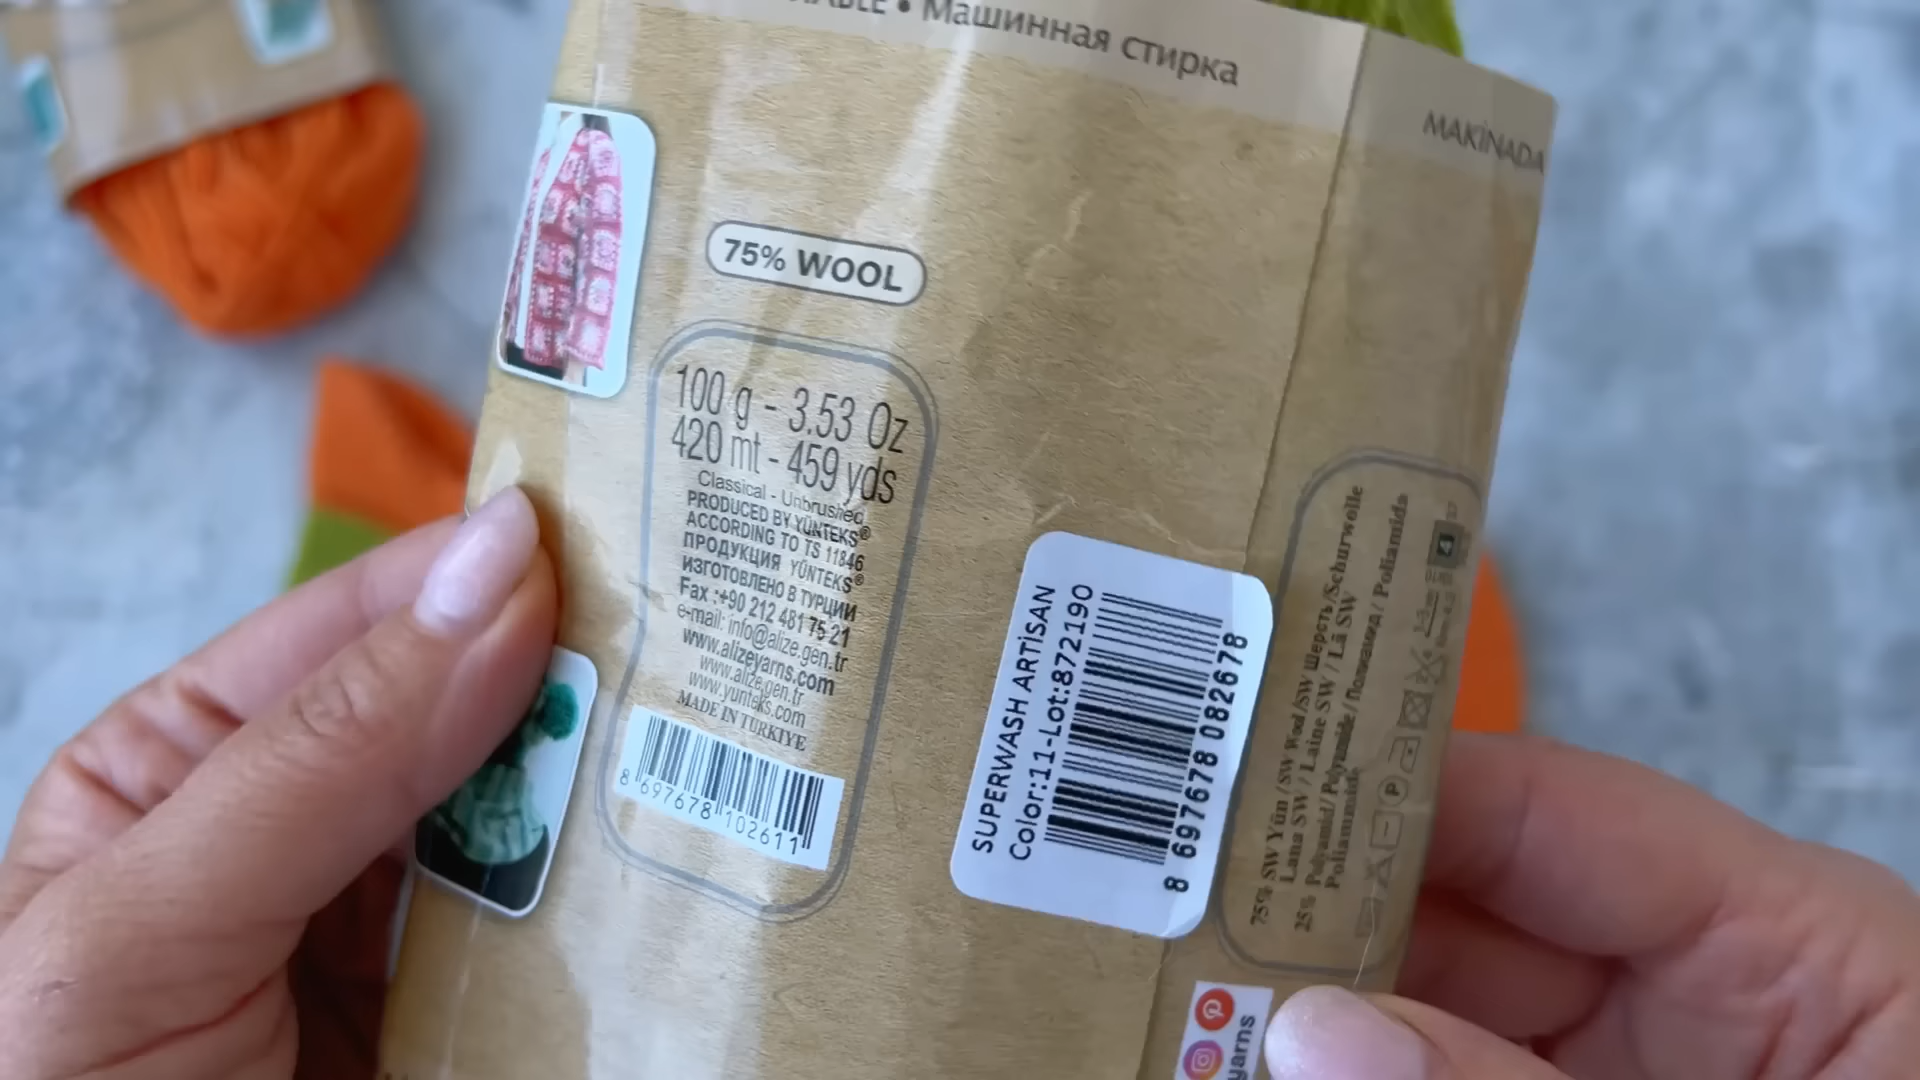 • Машинная стирка
MAKİNADA
75% WOOL
100 g - 3.53 Oz
420 mt - 459 yds
Classical - Unbrushed
PRODUCED BY YÜNTEKS®
ACCORDING TO TS 11846
ПРОДУКЦИЯ YÜNTEKS®
ИЗГОТОВЛЕНО В ТУРЦИИ
Fax :+90 212 481 75 21
e-mail: info@alize.gen.tr
www.alizeyarns.com
www.alize.gen.tr
www.yunteks.com
MADE IN TURKIYE
8 697678 102611
SUPERWASH ARTİSAN
Color:11-Lot:872190
8 697678 082678
75% SW Yün / SW Wool / SW Шерсть / Schurwolle
Lana SW / Laine SW / Lã SW
25% Polyamid / Polyamide / Полиамид / Poliamida
Poliammide
yarns